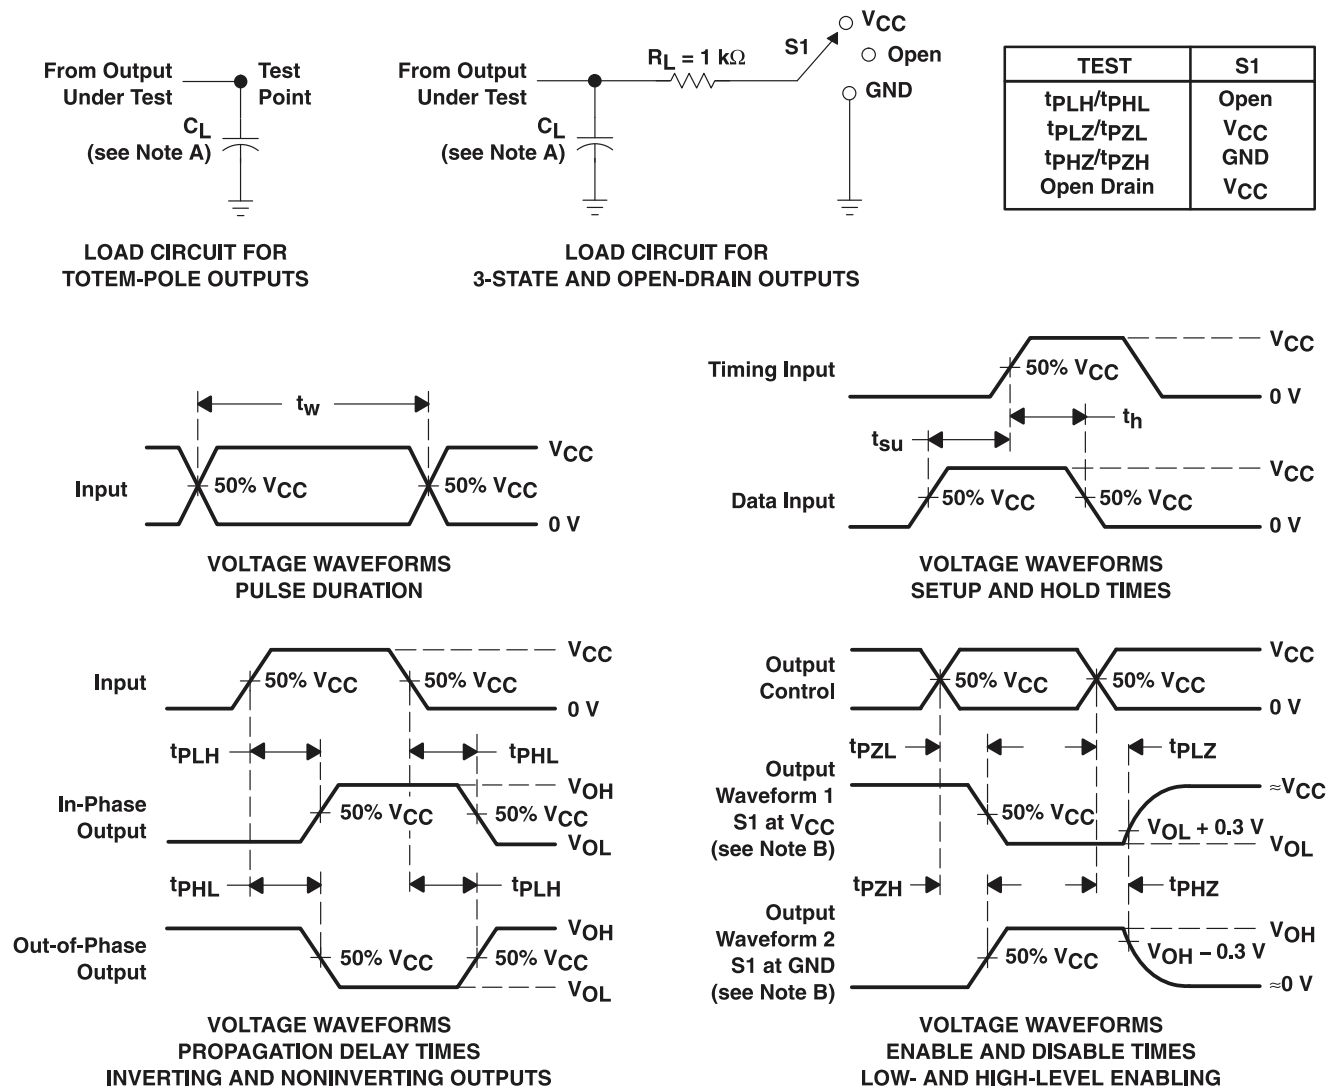 From Output
Under Test
Test
Point
CL
(see Note A)
LOAD CIRCUIT FOR
TOTEM-POLE OUTPUTS
From Output
Under Test
RL = 1 kΩ
S1
VCC
Open
GND
CL
(see Note A)
LOAD CIRCUIT FOR
3-STATE AND OPEN-DRAIN OUTPUTS
TEST S1
tPLH/tPHL Open
tPLZ/tPZL VCC
tPHZ/tPZH GND
Open Drain VCC
tw
Input
50% VCC
50% VCC
VCC
0 V
VOLTAGE WAVEFORMS
PULSE DURATION
Timing Input
50% VCC
VCC
0 V
tsu
th
Data Input
50% VCC
50% VCC
VCC
0 V
VOLTAGE WAVEFORMS
SETUP AND HOLD TIMES
Input
50% VCC
50% VCC
VCC
0 V
tPLH
tPHL
In-Phase
Output
50% VCC
50% VCC
VOH
VOL
tPHL
tPLH
Out-of-Phase
Output
50% VCC
50% VCC
VOH
VOL
VOLTAGE WAVEFORMS
PROPAGATION DELAY TIMES
INVERTING AND NONINVERTING OUTPUTS
Output
Control
50% VCC
50% VCC
VCC
0 V
tPZL
tPLZ
Output
Waveform 1
S1 at VCC
(see Note B)
50% VCC
≈VCC
VOL + 0.3 V
VOL
tPZH
tPHZ
Output
Waveform 2
S1 at GND
(see Note B)
50% VCC
VOH
VOH − 0.3 V
≈0 V
VOLTAGE WAVEFORMS
ENABLE AND DISABLE TIMES
LOW- AND HIGH-LEVEL ENABLING